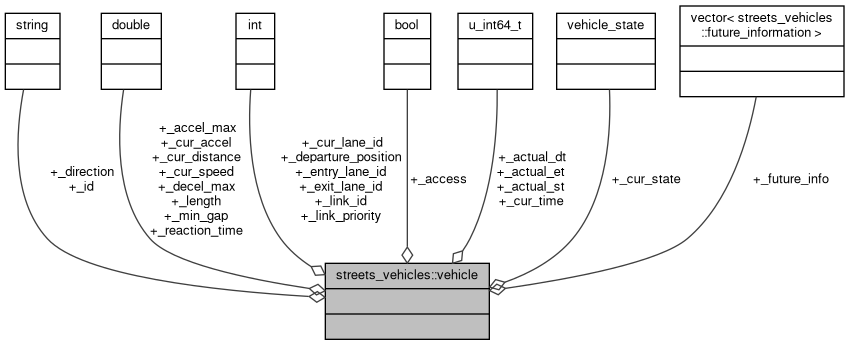 string
double
int
bool
u_int64_t
vehicle_state
vector< streets_vehicles
::future_information >
+_direction
+_id
+_accel_max
+_cur_accel
+_cur_distance
+_cur_speed
+_decel_max
+_length
+_min_gap
+_reaction_time
+_cur_lane_id
+_departure_position
+_entry_lane_id
+_exit_lane_id
+_link_id
+_link_priority
+_access
+_actual_dt
+_actual_et
+_actual_st
+_cur_time
+_cur_state
+_future_info
streets_vehicles::vehicle